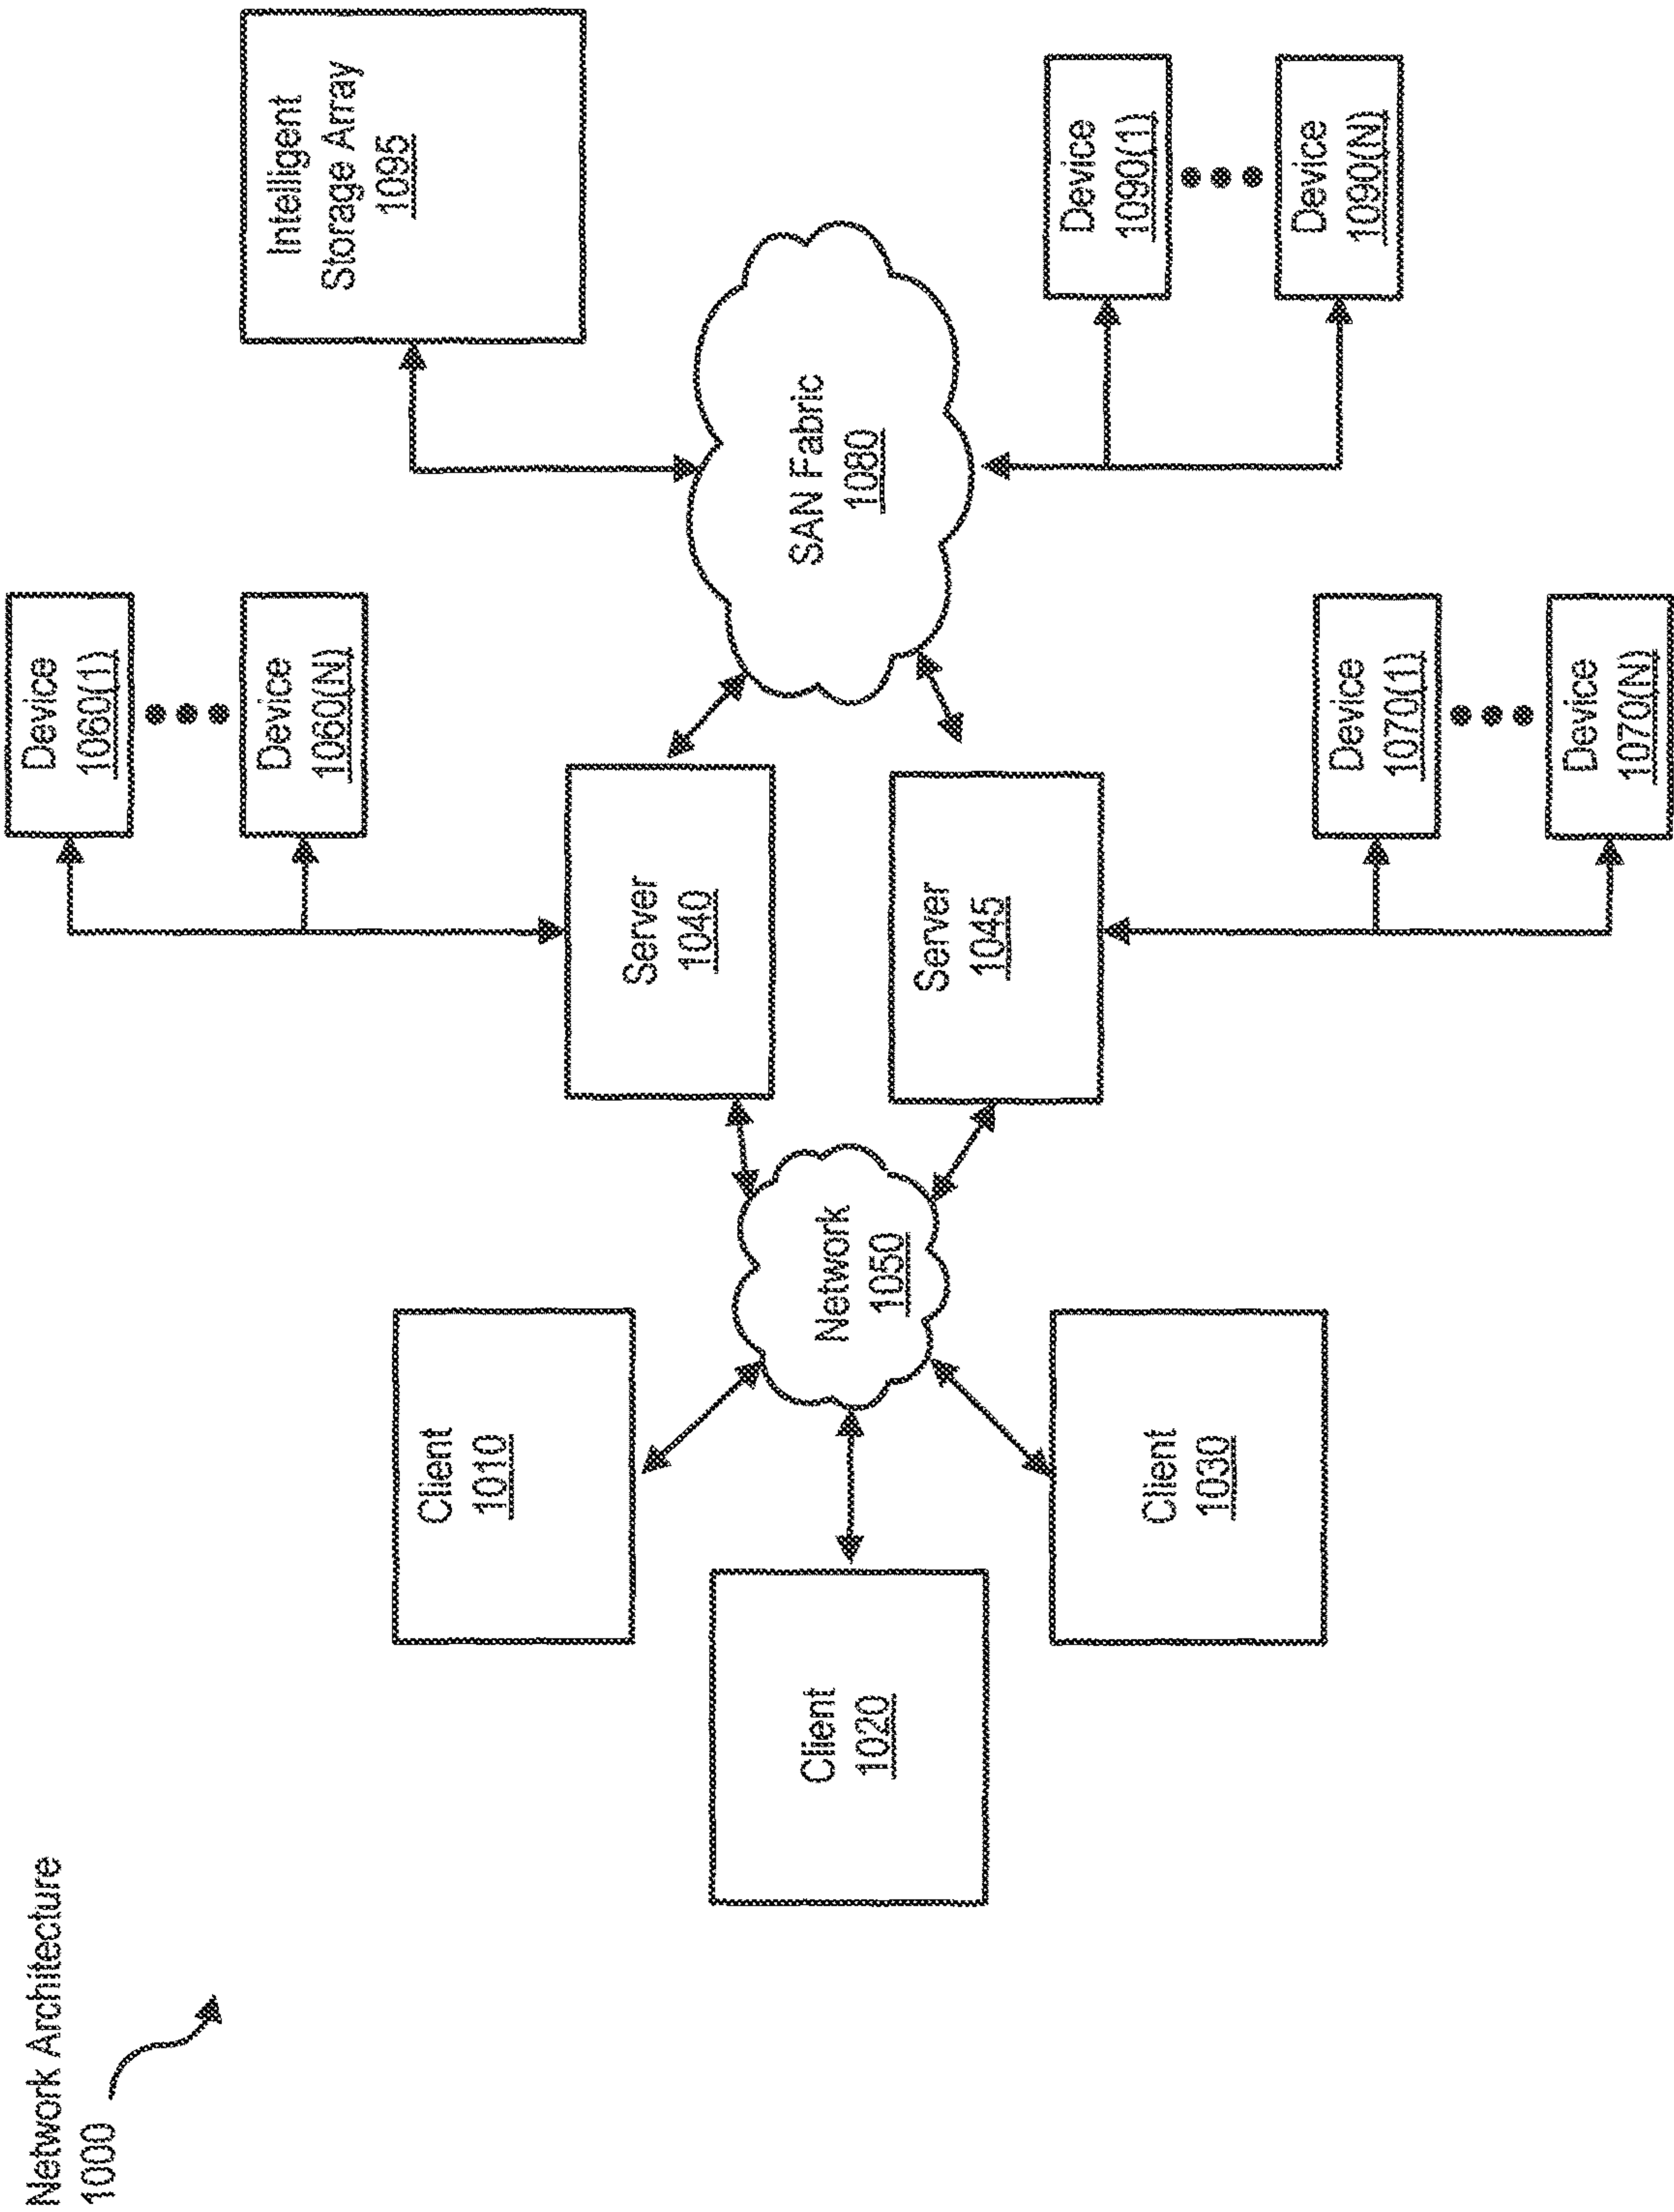 Network Architecture
1000
Device
1060(1)
Device
1060(N)
Intelligent
Storage Array
1095
Client
1010
Server
1040
Client
1020
Network
1050
SAN Fabric
1080
Server
1045
Client
1030
Device
1090(1)
Device
1090(N)
Device
1070(1)
Device
1070(N)